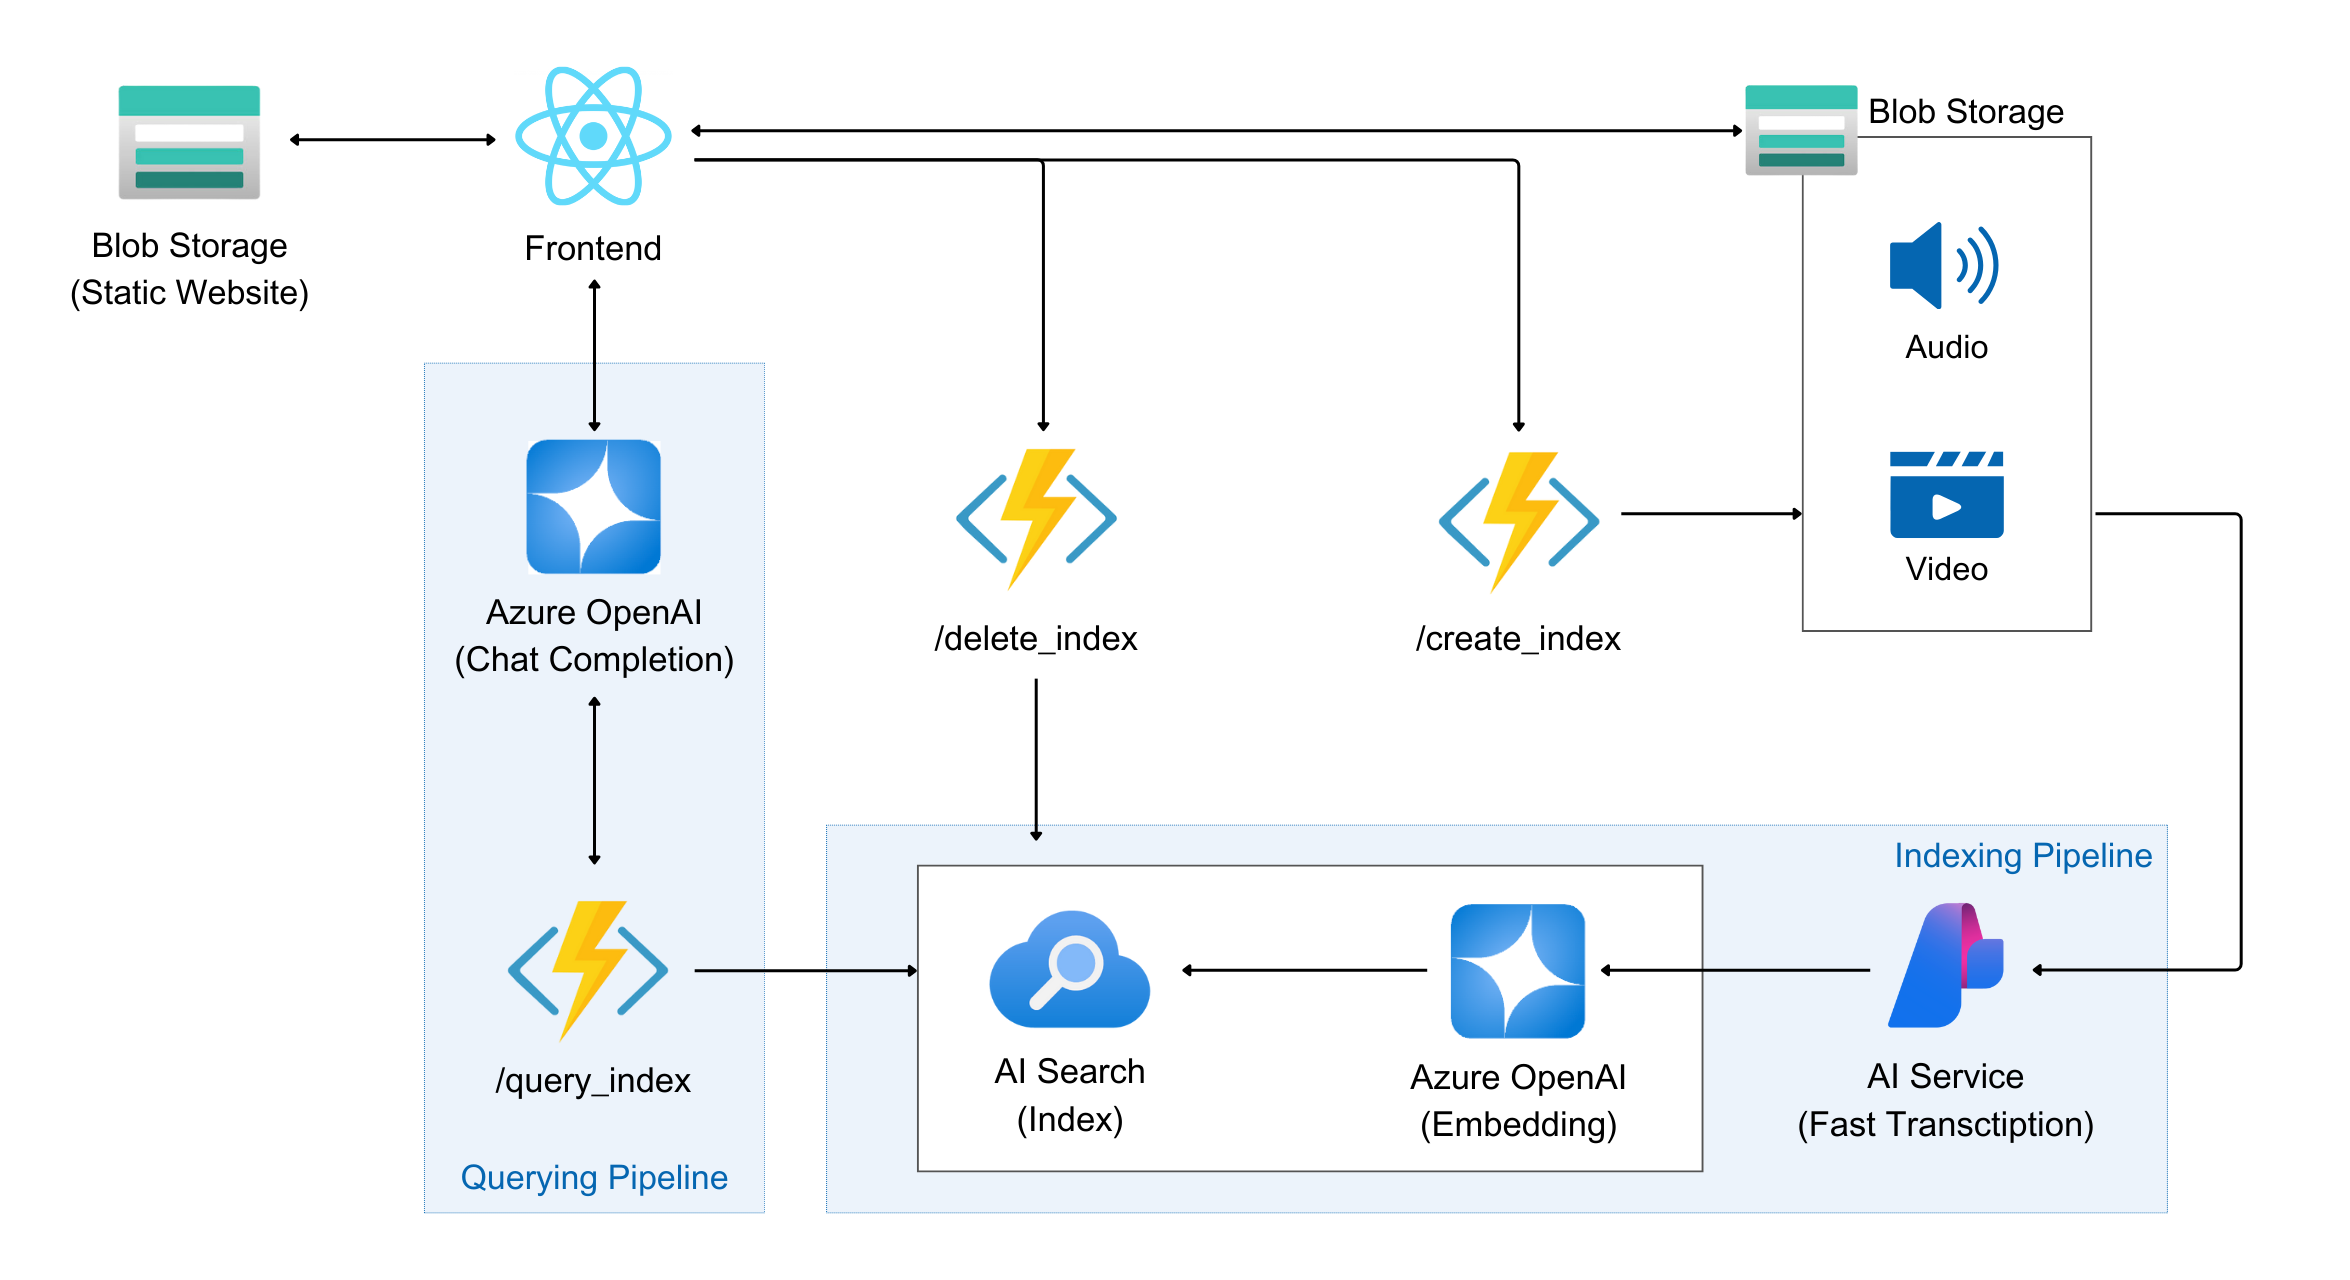 Blob Storage
(Static Website)
Frontend
Blob Storage
Audio
Video
Azure OpenAI
(Chat Completion)
/delete_index
/create_index
/query_index
Querying Pipeline
Indexing Pipeline
AI Search
(Index)
Azure OpenAI
(Embedding)
AI Service
(Fast Transctiption)